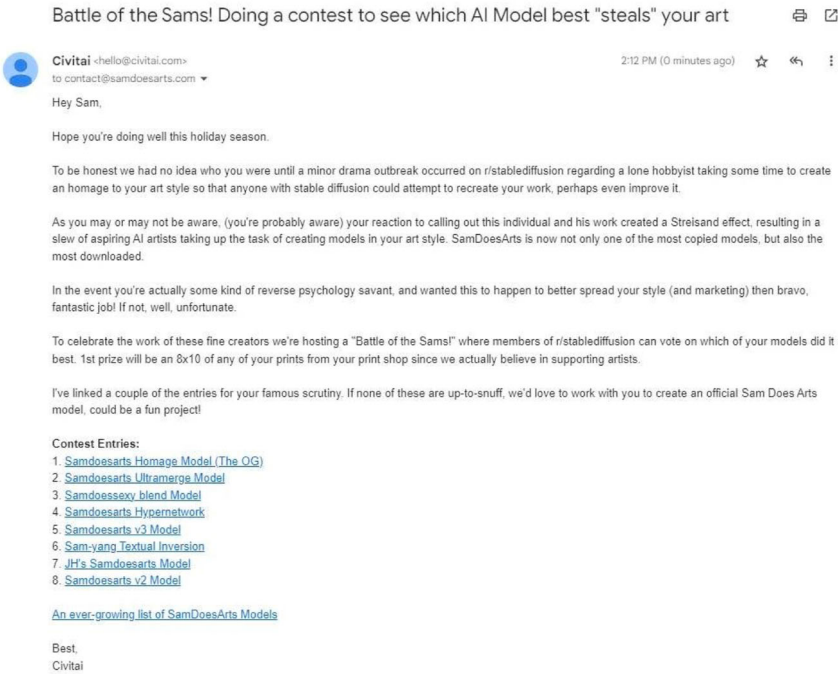 Battle of the Sams! Doing a contest to see which AI Model best "steals" your art
Civitai <hello@civitai.com>
2:12 PM (0 minutes ago)
to contact@samdoesarts.com
Hey Sam,
Hope you're doing well this holiday season.
To be honest we had no idea who you were until a minor drama outbreak occurred on r/stablediffusion regarding a lone hobbyist taking some time to create
an homage to your art style so that anyone with stable diffusion could attempt to recreate your work, perhaps even improve it.
As you may or may not be aware, (you're probably aware) your reaction to calling out this individual and his work created a Streisand effect, resulting in a
slew of aspiring AI artists taking up the task of creating models in your art style. SamDoesArts is now not only one of the most copied models, but also the
most downloaded.
In the event you're actually some kind of reverse psychology savant, and wanted this to happen to better spread your style (and marketing) then bravo,
fantastic job! If not, well, unfortunate.
To celebrate the work of these fine creators we're hosting a "Battle of the Sams!" where members of r/stablediffusion can vote on which of your models did it
best. 1st prize will be an 8x10 of any of your prints from your print shop since we actually believe in supporting artists.
I've linked a couple of the entries for your famous scrutiny. If none of these are up-to-snuff, we'd love to work with you to create an official Sam Does Arts
model, could be a fun project!
Contest Entries:
1. Samdoesarts Homage Model (The OG)
2. Samdoesarts Ultramerge Model
3. Samdoessexy blend Model
4. Samdoesarts Hypernetwork
5. Samdoesarts v3 Model
6. Sam-yang Textual Inversion
7. JH's Samdoesarts Model
8. Samdoesarts v2 Model
An ever-growing list of SamDoesArts Models
Best,
Civitai